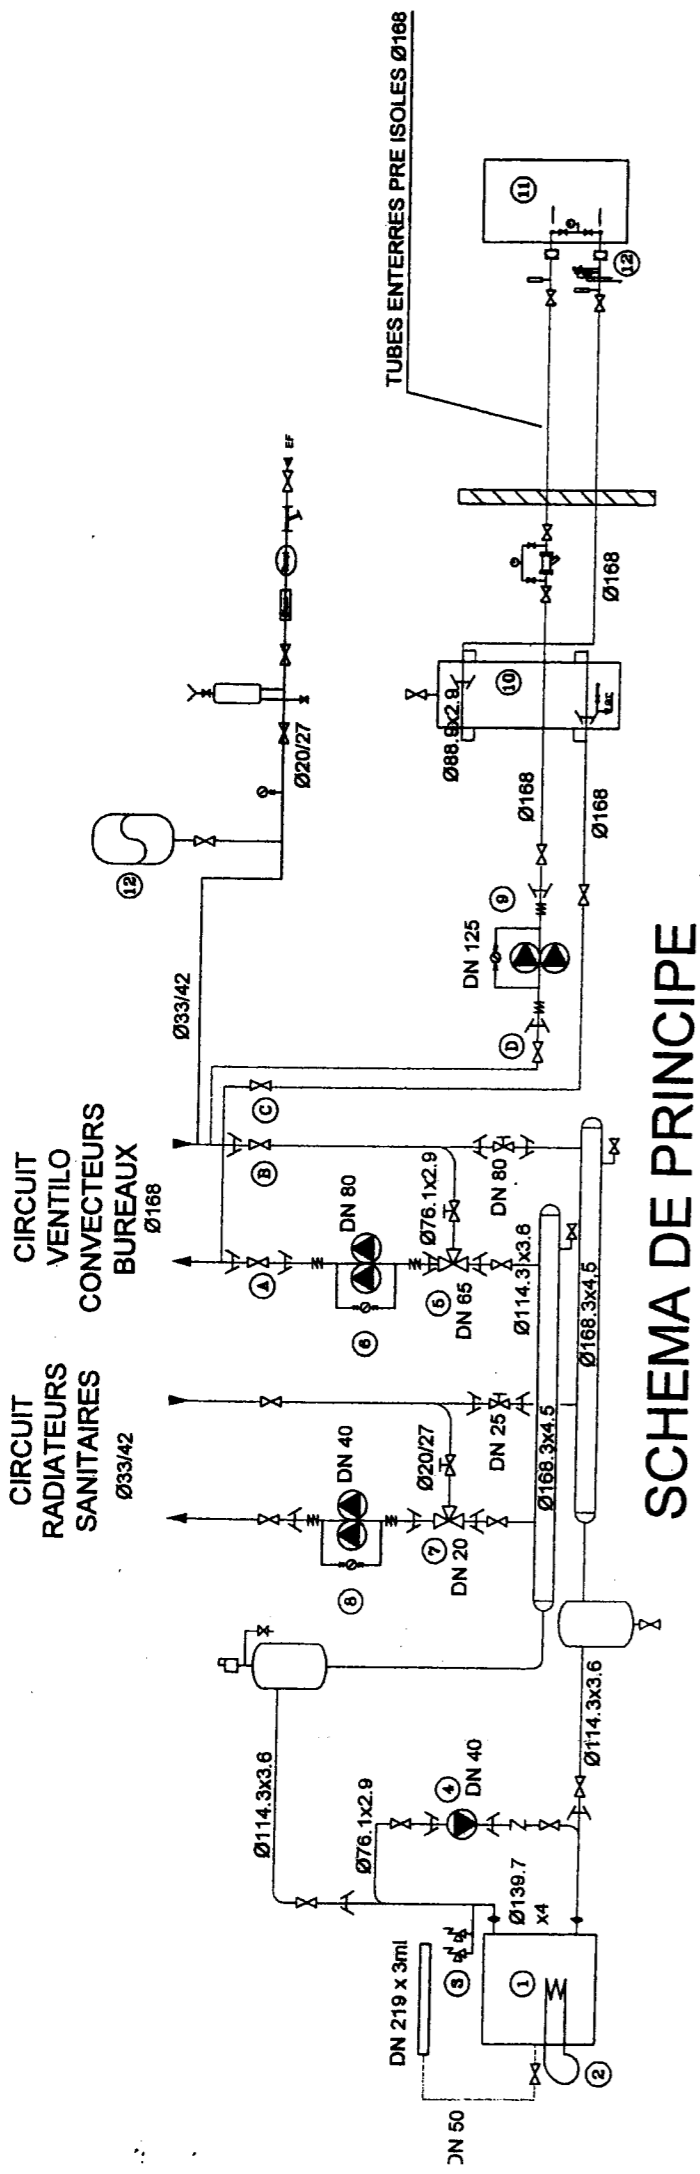 CIRCUIT
RADIATEURS
SANITAIRES
Ø33/42
CIRCUIT
VENTILO
CONVECTEURS
BUREAUX
Ø168
Ø33/42
12
Ø20/27
EF
TUBES ENTERRES PRE ISOLES Ø168
A
B
C
D
DN 40
8
7
DN 20
Ø20/27
DN 25
DN 80
6
5
DN 65
Ø76.1x2.9
DN 80
Ø114.3 x3.6
Ø168.3x4.5
Ø168.3x4,5
DN 125
9
Ø168
Ø88.9x2.9
10
Ø168
Ø168
11
12
Ø114.3x3.6
Ø76.1x2.9
4
DN 40
Ø114.3x3.6
DN 219 x 3ml
3
Ø139.7
x4
1
2
DN 50
SCHEMA DE PRINCIPE